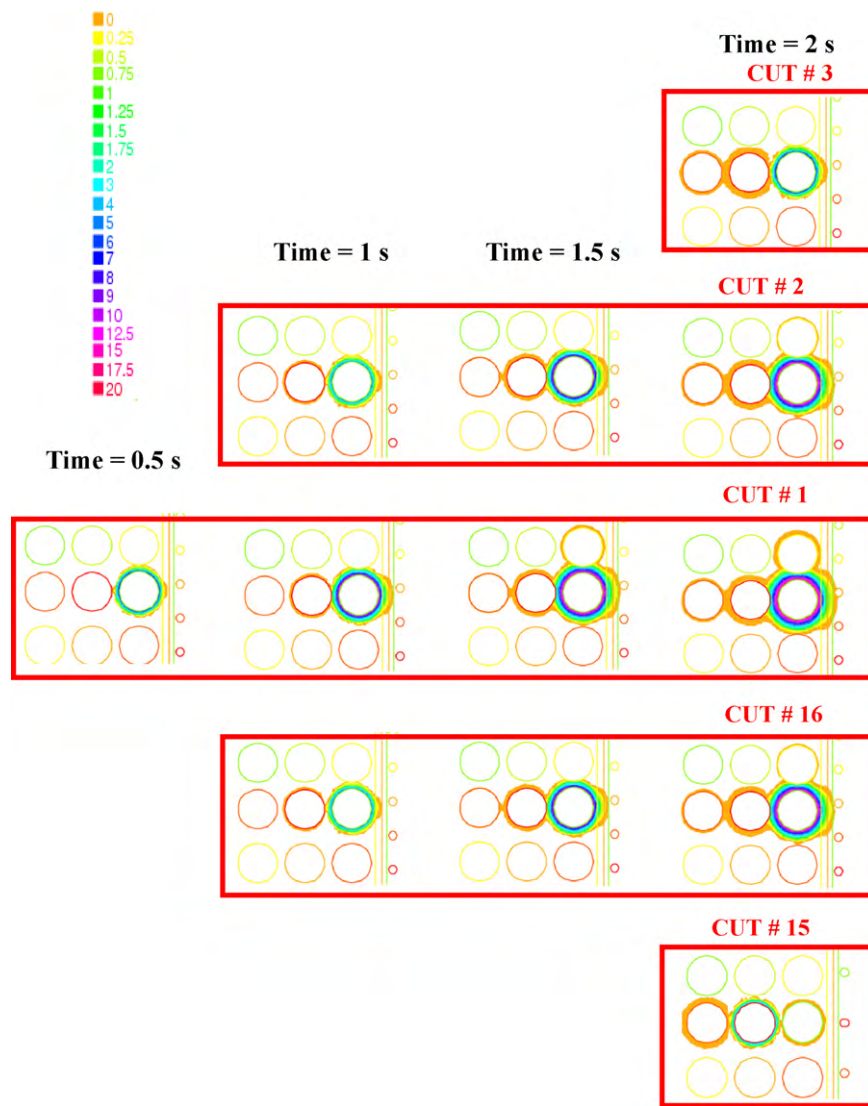 0
0.25
0.5
0.75
1
1.25
1.5
1.75
2
3
4
5
6
7
8
9
10
12.5
15
17.5
20
Time = 2 s
CUT # 3
Time = 1 s
Time = 1.5 s
CUT # 2
Time = 0.5 s
CUT # 1
CUT # 16
CUT # 15